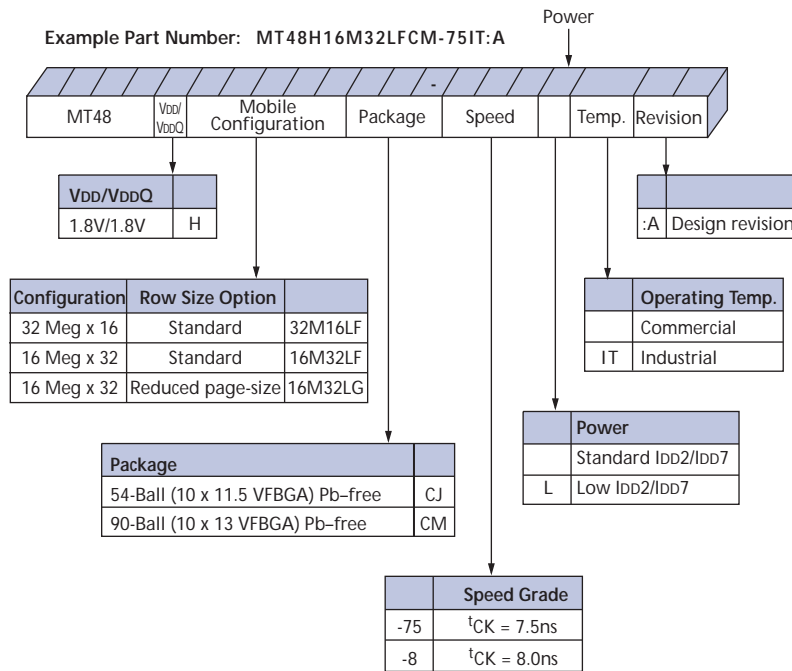 Power
Example Part Number: MT48H16M32LFCM-75IT:A
-
MT48 VDD/VDDQ Mobile Configuration Package Speed Temp. Revision
VDD/VDDQ
1.8V/1.8V H
:A Design revision
Configuration Row Size Option
32 Meg x 16 Standard 32M16LF
16 Meg x 32 Standard 16M32LF
16 Meg x 32 Reduced page-size 16M32LG
Operating Temp.
Commercial
IT Industrial
Package
54-Ball (10 x 11.5 VFBGA) Pb–free CJ
90-Ball (10 x 13 VFBGA) Pb–free CM
Power
Standard IDD2/IDD7
L Low IDD2/IDD7
Speed Grade
-75 tCK = 7.5ns
-8 tCK = 8.0ns